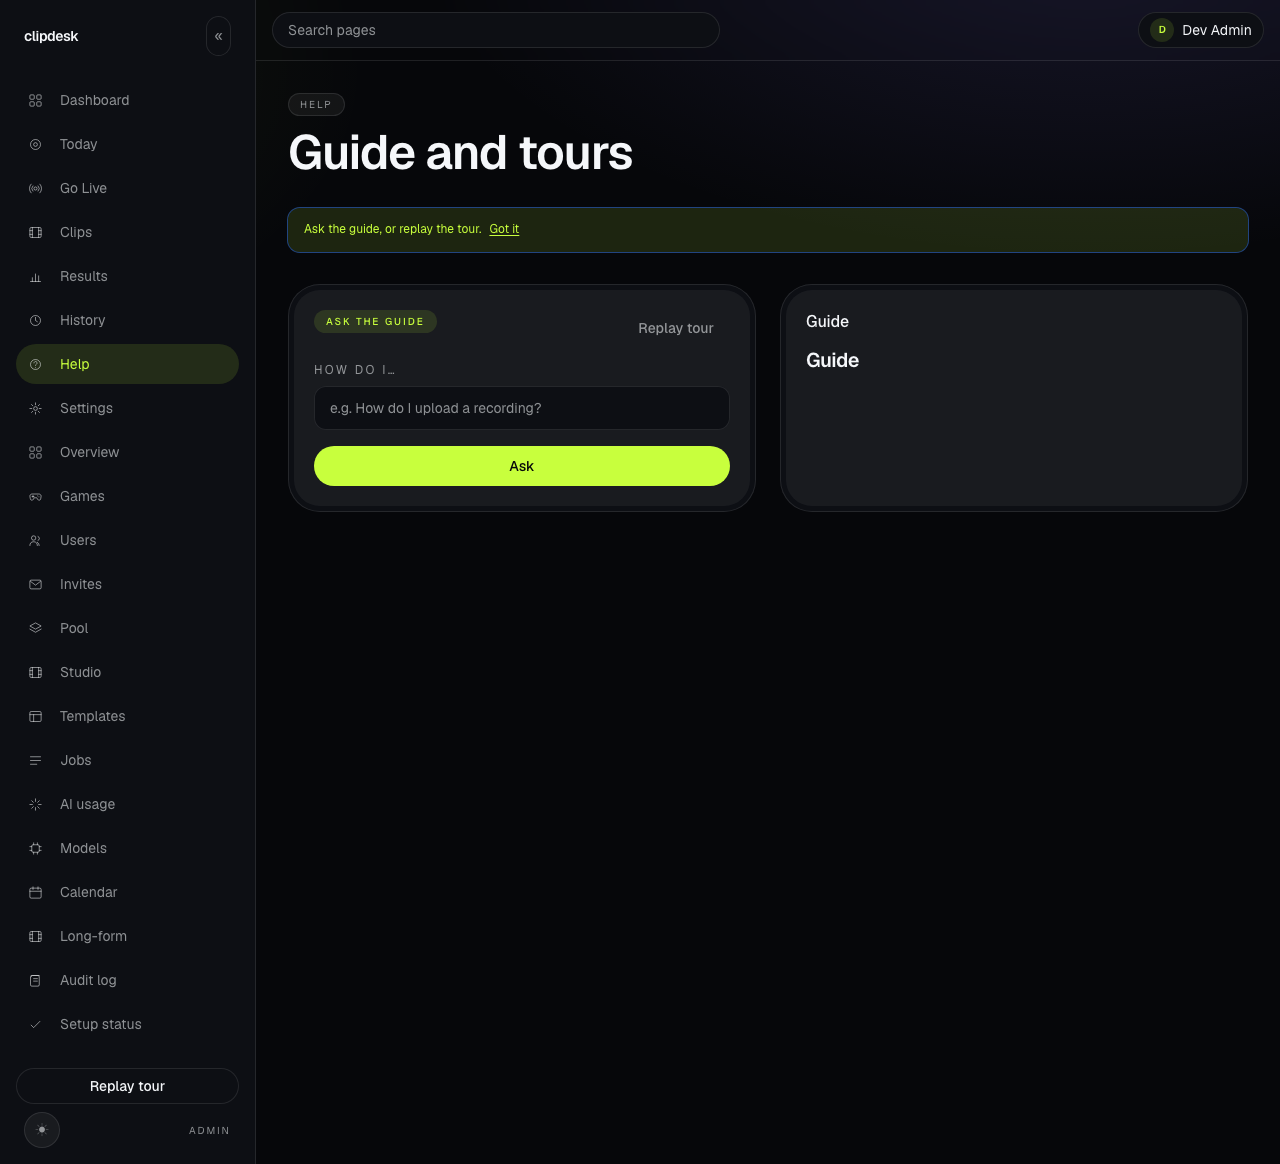 clipdesk
«
Search pages
D
Dev Admin
Dashboard
Today
Go Live
Clips
Results
History
Help
Settings
Overview
Games
Users
Invites
Pool
Studio
Templates
Jobs
AI usage
Models
Calendar
Long-form
Audit log
Setup status
Replay tour
ADMIN
HELP
Guide and tours
Ask the guide, or replay the tour. Got it
ASK THE GUIDE
Replay tour
HOW DO I…
e.g. How do I upload a recording?
Ask
Guide
Guide